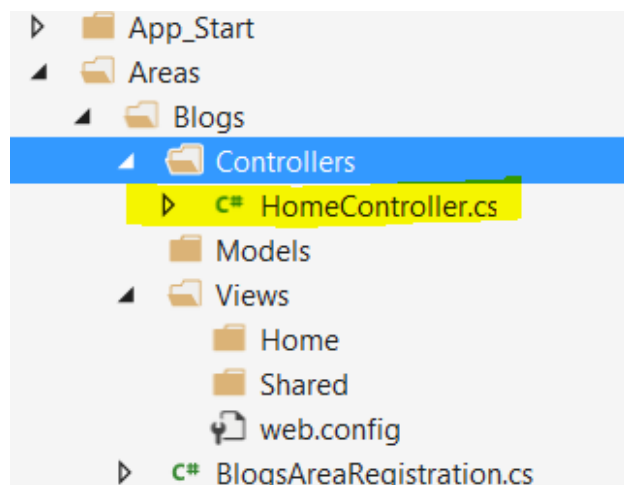 App_Start
Areas
Blogs
Controllers
C# HomeController.cs
Models
Views
Home
Shared
web.config
C# BlogsAreaRegistration.cs